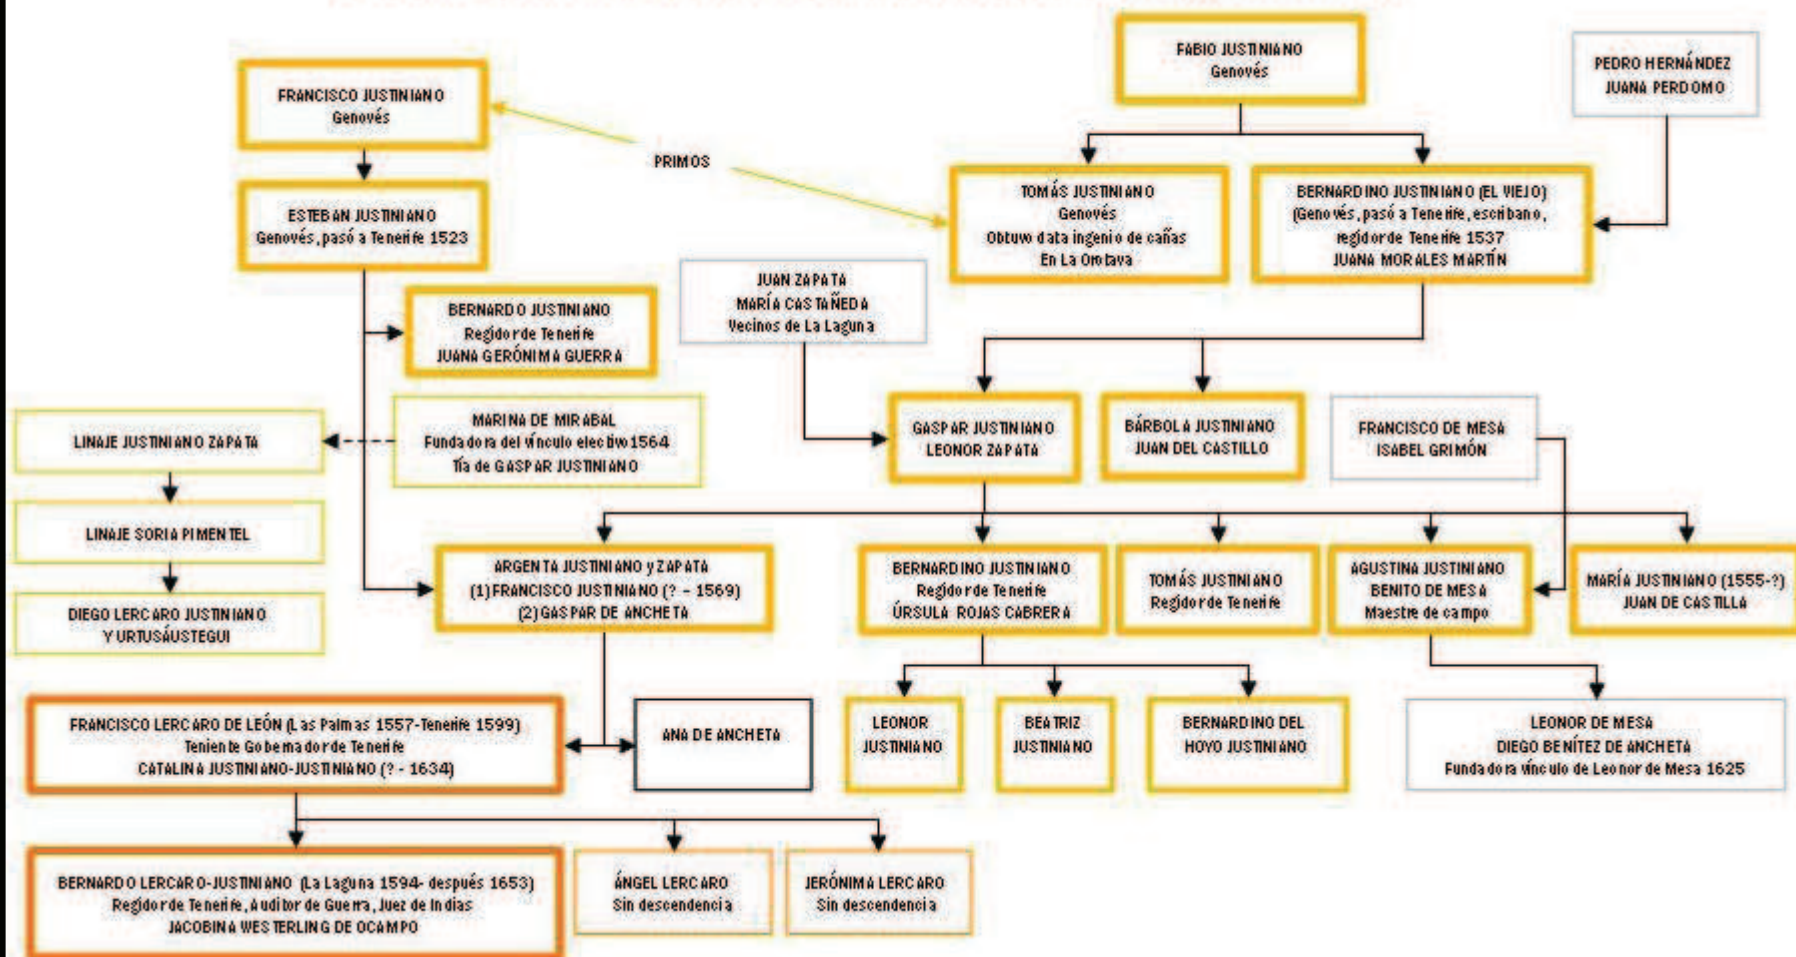 FABIO JUSTINIANO
Genovés
PEDRO HERNÁNDEZ
JUANA PERDOMO
FRANCISCO JUSTINIANO
Genovés
PRIMOS
ESTEBAN JUSTINIANO
Genovés, pasó a Tenerife 1523
TOMÁS JUSTINIANO
Genovés
Obtuvo data ingenio de cañas
En La Orotava
BERNARDINO JUSTINIANO (EL VIEJO)
(Genovés, pasó a Tenerife, escribano,
regidor de Tenerife 1537
JUANA MORALES MARTÍN
JUAN ZAPATA
MARÍA CASTAÑEDA
Vecinos de La Laguna
BERNARDO JUSTINIANO
Regidor de Tenerife
JUANA GERÓNIMA GUERRA
LINAJE JUSTINIANO ZAPATA
MARINA DE MIRABAL
Fundadora del vínculo electivo 1564
Tía de GASPAR JUSTINIANO
GASPAR JUSTINIANO
LEONOR ZAPATA
BÁRBOLA JUSTINIANO
JUAN DEL CASTILLO
FRANCISCO DE MESA
ISABEL GRIMÓN
LINAJE SORIA PIMENTEL
DIEGO LERCARO JUSTINIANO
Y URTUSÁUSTEGUI
ARGENTA JUSTINIANO y ZAPATA
(1) FRANCISCO JUSTINIANO (? - 1569)
(2) GASPAR DE ANCHETA
BERNARDINO JUSTINIANO
Regidor de Tenerife
ÚRSULA ROJAS CABRERA
TOMÁS JUSTINIANO
Regidor de Tenerife
AGUSTINA JUSTINIANO
BENITO DE MESA
Maestre de campo
MARÍA JUSTINIANO (1555-?)
JUAN DE CASTILLA
FRANCISCO LERCARO DE LEÓN (Las Palmas 1557-Tenerife 1599)
Teniente Gobernador de Tenerife
CATALINA JUSTINIANO-JUSTINIANO (? - 1634)
ANA DE ANCHETA
LEONOR
JUSTINIANO
BEATRIZ
JUSTINIANO
BERNARDINO DEL
HOYO JUSTINIANO
LEONOR DE MESA
DIEGO BENÍTEZ DE ANCHETA
Fundadora vínculo de Leonor de Mesa 1625
BERNARDO LERCARO-JUSTINIANO (La Laguna 1594- después 1653)
Regidor de Tenerife, Auditor de Guerra, Juez de Indias
JACOBINA WESTERLING DE OCAMPO
ÁNGEL LERCARO
Sin descendencia
JERÓNIMA LERCARO
Sin descendencia